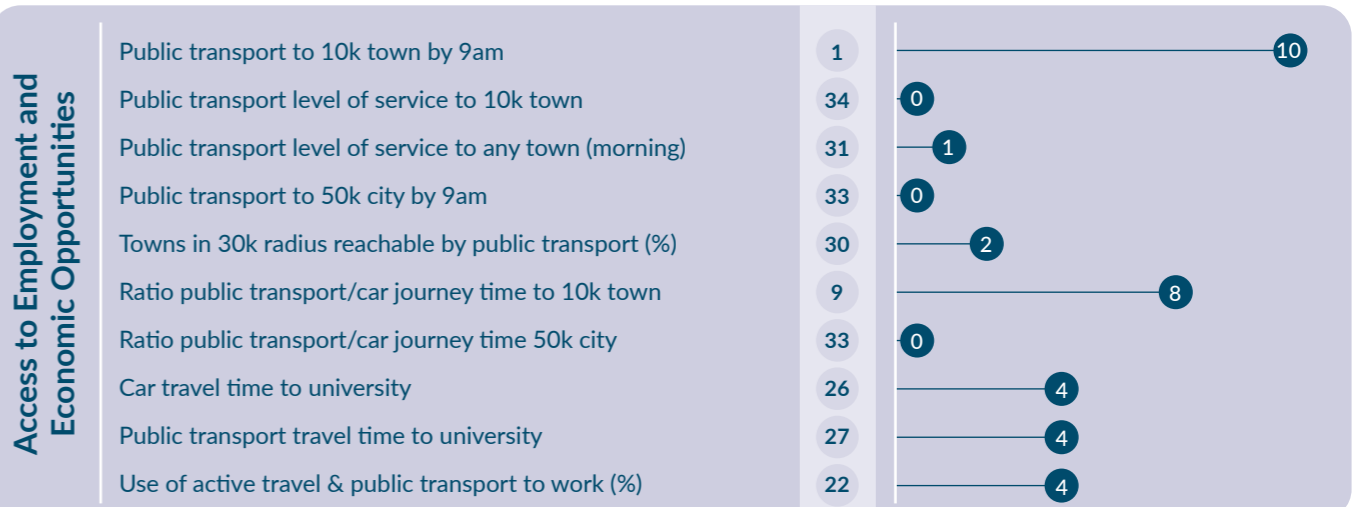 Access to Employment and
Economic Opportunities
Public transport to 10k town by 9am 1 10
Public transport level of service to 10k town 34 0
Public transport level of service to any town (morning) 31 1
Public transport to 50k city by 9am 33 0
Towns in 30k radius reachable by public transport (%) 30 2
Ratio public transport/car journey time to 10k town 9 8
Ratio public transport/car journey time 50k city 33 0
Car travel time to university 26 4
Public transport travel time to university 27 4
Use of active travel & public transport to work (%) 22 4